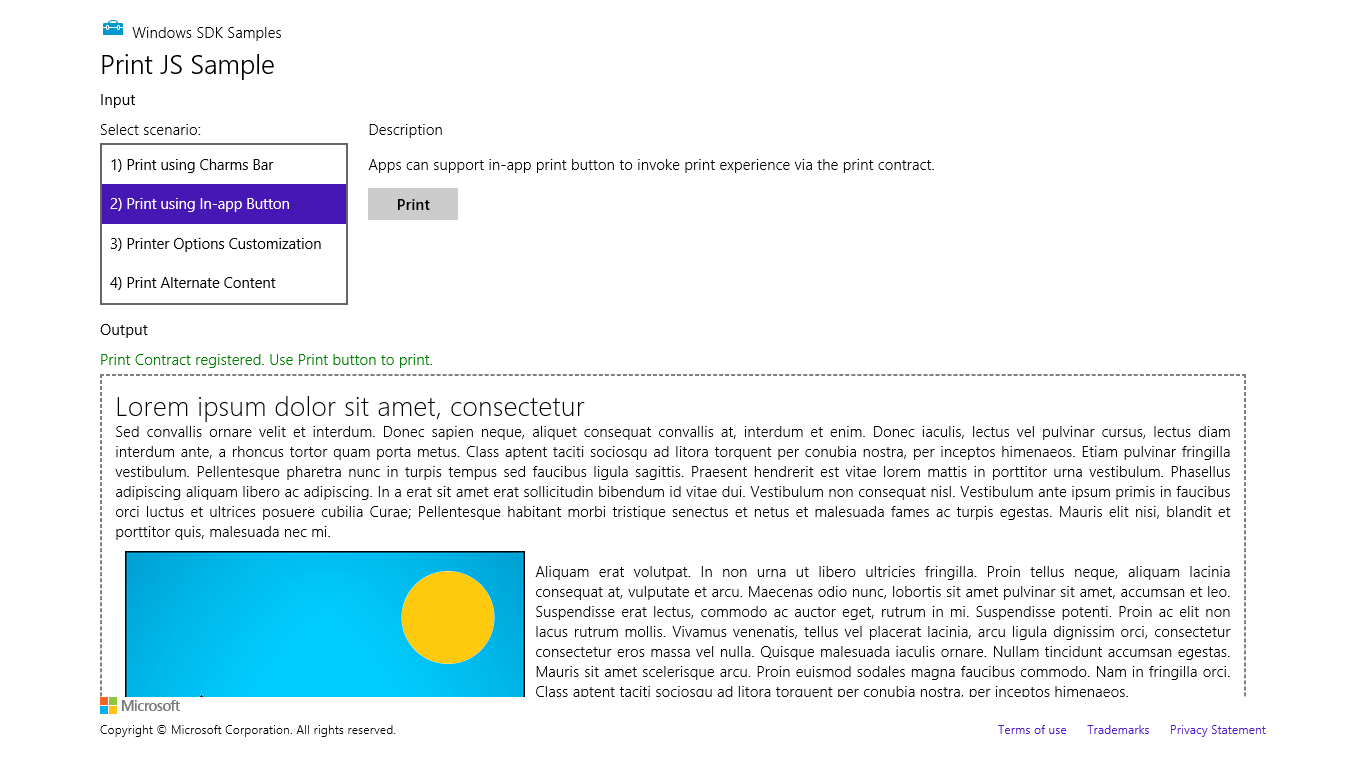 Windows SDK Samples
Print JS Sample
Input
Select scenario:
Description
1) Print using Charms Bar
2) Print using In-app Button
3) Printer Options Customization
4) Print Alternate Content
Apps can support in-app print button to invoke print experience via the print contract.
Print
Output
Print Contract registered. Use Print button to print.
Lorem ipsum dolor sit amet, consectetur
Sed convallis ornare velit et interdum. Donec sapien neque, aliquet consequat convallis at, interdum et enim. Donec iaculis, lectus vel pulvinar cursus, lectus diam
interdum ante, a rhoncus tortor quam porta metus. Class aptent taciti sociosqu ad litora torquent per conubia nostra, per inceptos himenaeos. Etiam pulvinar fringilla
vestibulum. Pellentesque pharetra nunc in turpis tempus sed faucibus ligula sagittis. Praesent hendrerit est vitae lorem mattis in porttitor urna vestibulum. Phasellus
adipiscing aliquam libero ac adipiscing. In a erat sit amet erat sollicitudin bibendum id vitae dui. Vestibulum non consequat nisl. Vestibulum ante ipsum primis in faucibus
orci luctus et ultrices posuere cubilia Curae; Pellentesque habitant morbi tristique senectus et netus et malesuada fames ac turpis egestas. Mauris elit nisi, blandit et
porttitor quis, malesuada nec mi.
Aliquam erat volutpat. In non urna ut libero ultricies fringilla. Proin tellus neque, aliquam lacinia
consequat at, vulputate et arcu. Maecenas odio nunc, lobortis sit amet pulvinar sit amet, accumsan et leo.
Suspendisse erat lectus, commodo ac auctor eget, rutrum in mi. Suspendisse potenti. Proin ac elit non
lacus rutrum mollis. Vivamus venenatis, tellus vel placerat lacinia, arcu ligula dignissim orci, consectetur
consectetur eros massa vel nulla. Quisque malesuada iaculis ornare. Nullam tincidunt accumsan egestas.
Mauris sit amet scelerisque arcu. Proin euismod sodales magna faucibus commodo. Nam in fringilla orci.
Class aptent taciti sociosqu ad litora torquent per conubia nostra, per inceptos himenaeos.
Microsoft
Copyright © Microsoft Corporation. All rights reserved.
Terms of use
Trademarks
Privacy Statement